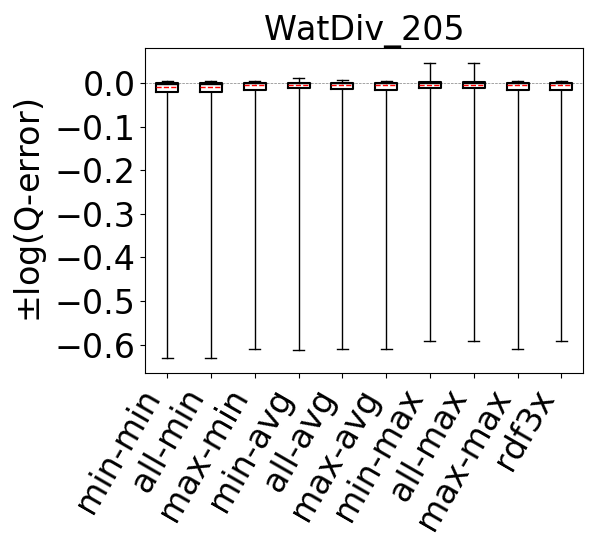 WatDiv_205
±log(Q-error)
0.0
−0.1
−0.2
−0.3
−0.4
−0.5
−0.6
min-min
all-min
max-min
min-avg
all-avg
max-avg
min-max
all-max
max-max
rdf3x